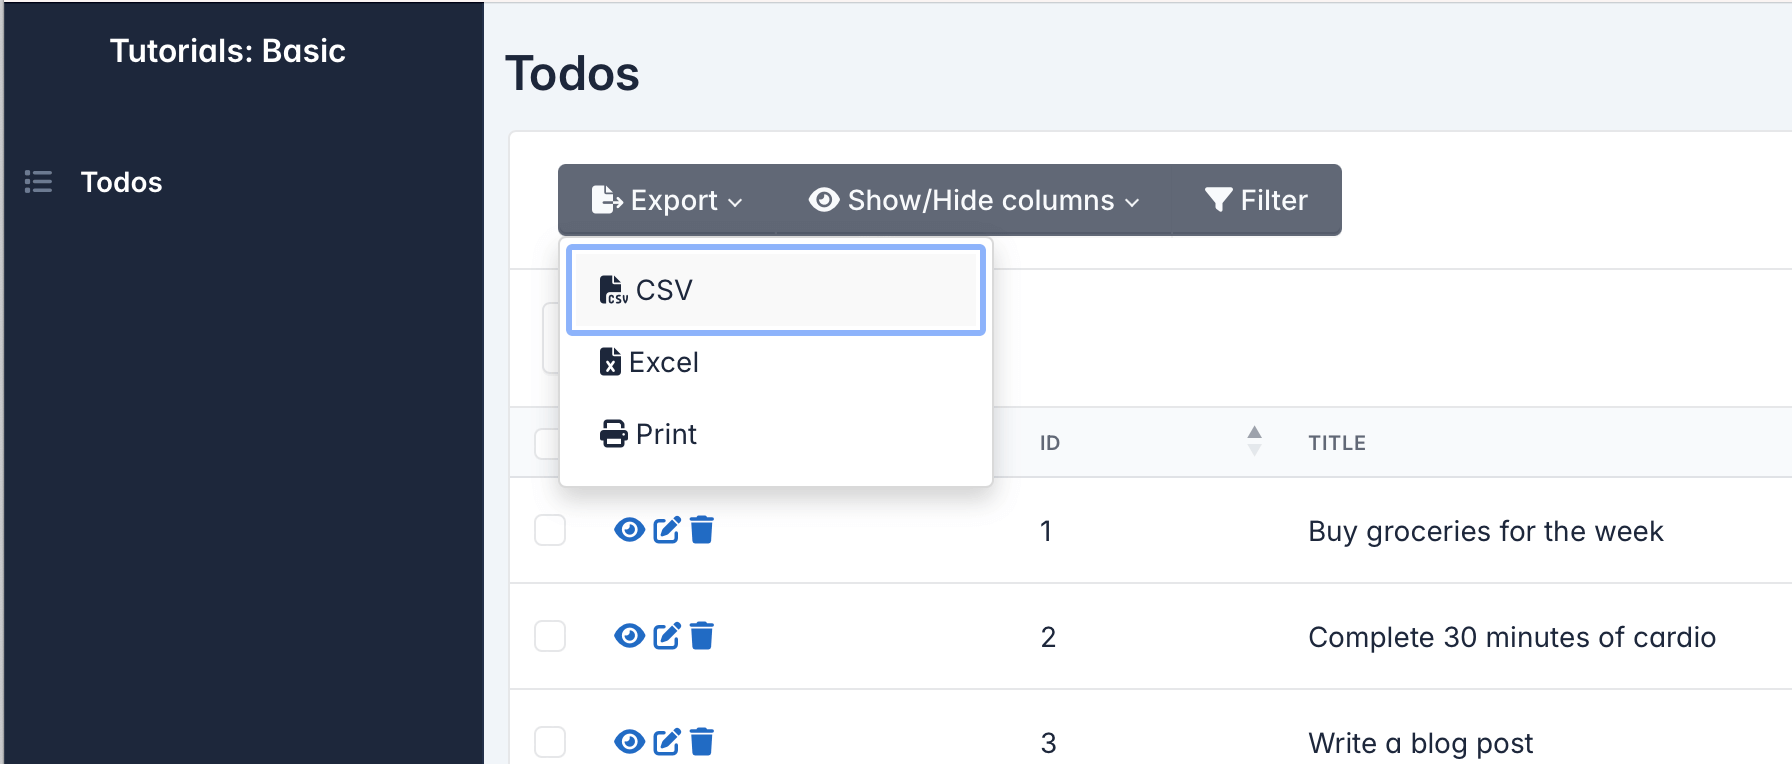 Tutorials: Basic
Todos
Todos
Export
Show/Hide columns
Filter
CSV
CSV
Excel
Print
ID
TITLE
1
Buy groceries for the week
2
Complete 30 minutes of cardio
3
Write a blog post